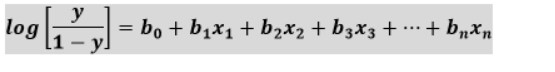 log[y/(1 − y)] = b₀ + b₁x₁ + b₂x₂ + b₃x₃ + ⋯ + bₙxₙ